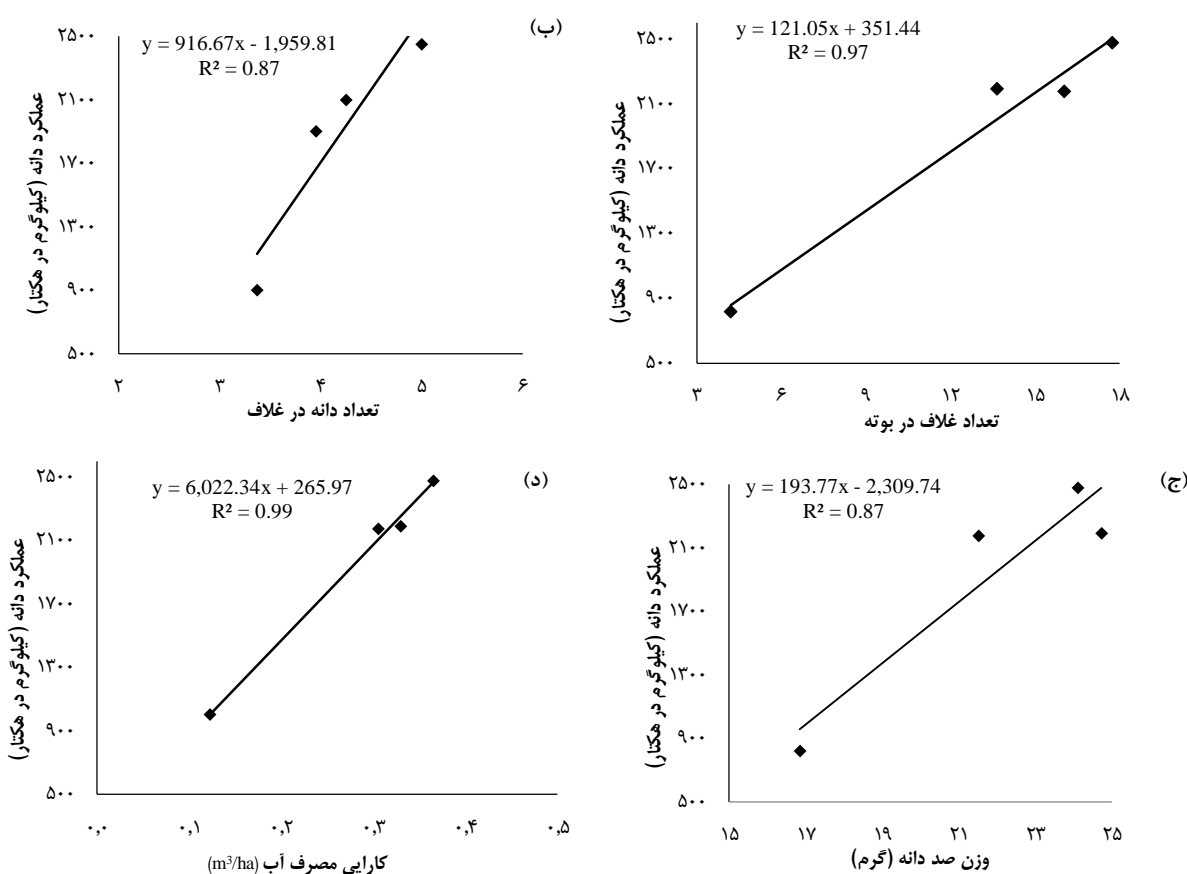 y = 121.05x + 351.44
R² = 0.97
عملکرد دانه (کیلوگرم در هکتار)
۲۵۰۰
۲۱۰۰
۱۷۰۰
۱۳۰۰
۹۰۰
۵۰۰
۳ ۶ ۹ ۱۲ ۱۵ ۱۸
تعداد غلاف در بوته
(ب)
y = 916.67x - 1,959.81
R² = 0.87
عملکرد دانه (کیلوگرم در هکتار)
۲۵۰۰
۲۱۰۰
۱۷۰۰
۱۳۰۰
۹۰۰
۵۰۰
۲ ۳ ۴ ۵ ۶
تعداد دانه در غلاف
(ج)
y = 193.77x - 2,309.74
R² = 0.87
عملکرد دانه (کیلوگرم در هکتار)
۲۵۰۰
۲۱۰۰
۱۷۰۰
۱۳۰۰
۹۰۰
۵۰۰
۱۵ ۱۷ ۱۹ ۲۱ ۲۳ ۲۵
وزن صد دانه (گرم)
(د)
y = 6,022.34x + 265.97
R² = 0.99
عملکرد دانه (کیلوگرم در هکتار)
۲۵۰۰
۲۱۰۰
۱۷۰۰
۱۳۰۰
۹۰۰
۵۰۰
۰,۰ ۰,۱ ۰,۲ ۰,۳ ۰,۴ ۰,۵
کارایی مصرف آب (m³/ha)